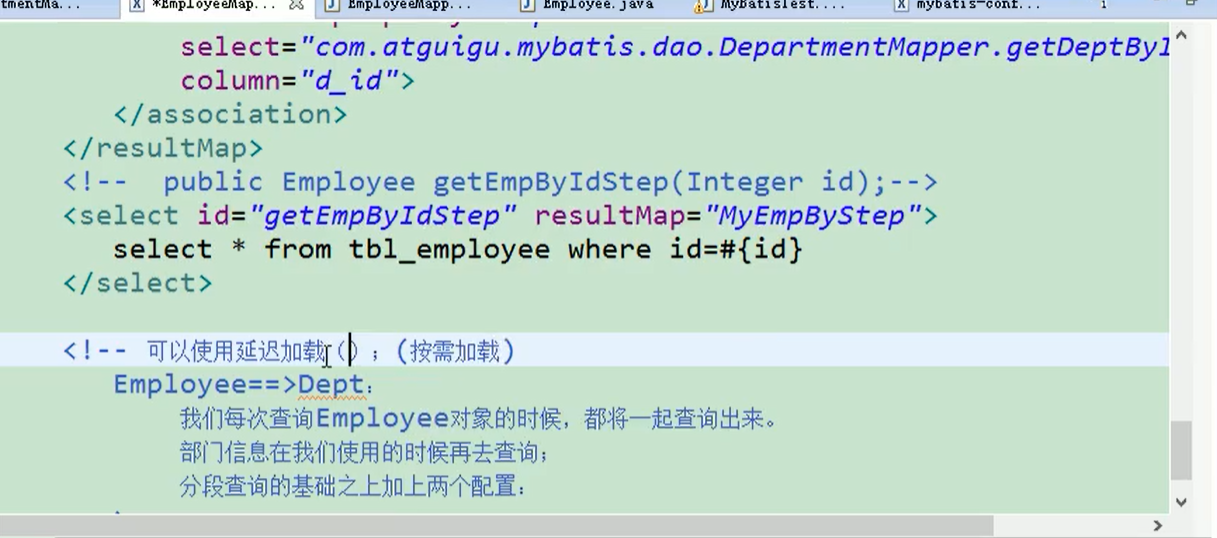 *EmployeeMap... EmployeeMapp... Employee.java MyBatisTest.... mybatis-conf... 1
select="com.atguigu.mybatis.dao.DepartmentMapper.getDeptByI
column="d_id">
</association>
</resultMap>
<!-- public Employee getEmpByIdStep(Integer id);-->
<select id="getEmpByIdStep" resultMap="MyEmpByStep">
select * from tbl_employee where id=#{id}
</select>
<!-- 可以使用延迟加载（）；(按需加载)
Employee==>Dept：
我们每次查询Employee对象的时候，都将一起查询出来。
部门信息在我们使用的时候再去查询；
分段查询的基础之上加上两个配置：